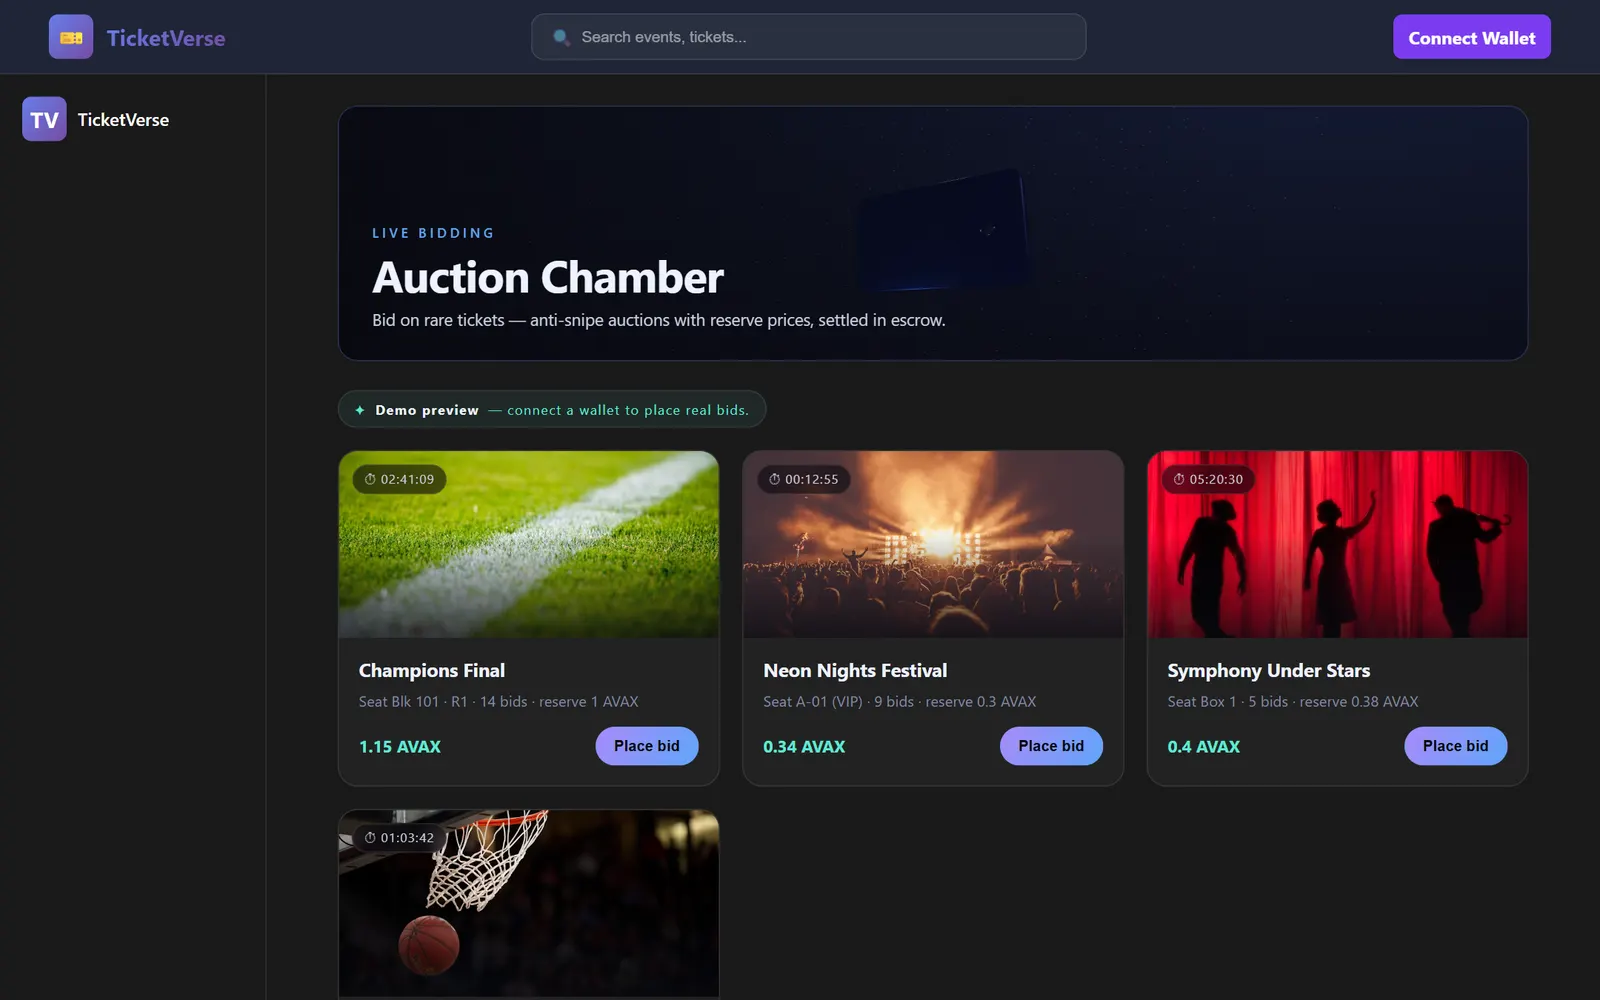 TicketVerse
Search events, tickets...
Connect Wallet
TV TicketVerse
LIVE BIDDING
Auction Chamber
Bid on rare tickets — anti-snipe auctions with reserve prices, settled in escrow.
✦ Demo preview — connect a wallet to place real bids.
⏱ 02:41:09
Champions Final
Seat Blk 101 · R1 · 14 bids · reserve 1 AVAX
1.15 AVAX
Place bid
⏱ 00:12:55
Neon Nights Festival
Seat A-01 (VIP) · 9 bids · reserve 0.3 AVAX
0.34 AVAX
Place bid
⏱ 05:20:30
Symphony Under Stars
Seat Box 1 · 5 bids · reserve 0.38 AVAX
0.4 AVAX
Place bid
⏱ 01:03:42